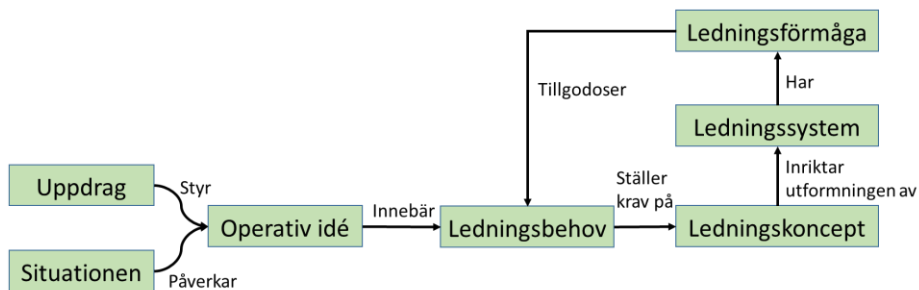 Ledningsförmåga
Tillgodoser
Har
Ledningssystem
Uppdrag
Styr
Ställer
krav på
Inriktar
utformningen av
Operativ idé
Innebär
Ledningsbehov
Ledningskoncept
Situationen
Påverkar